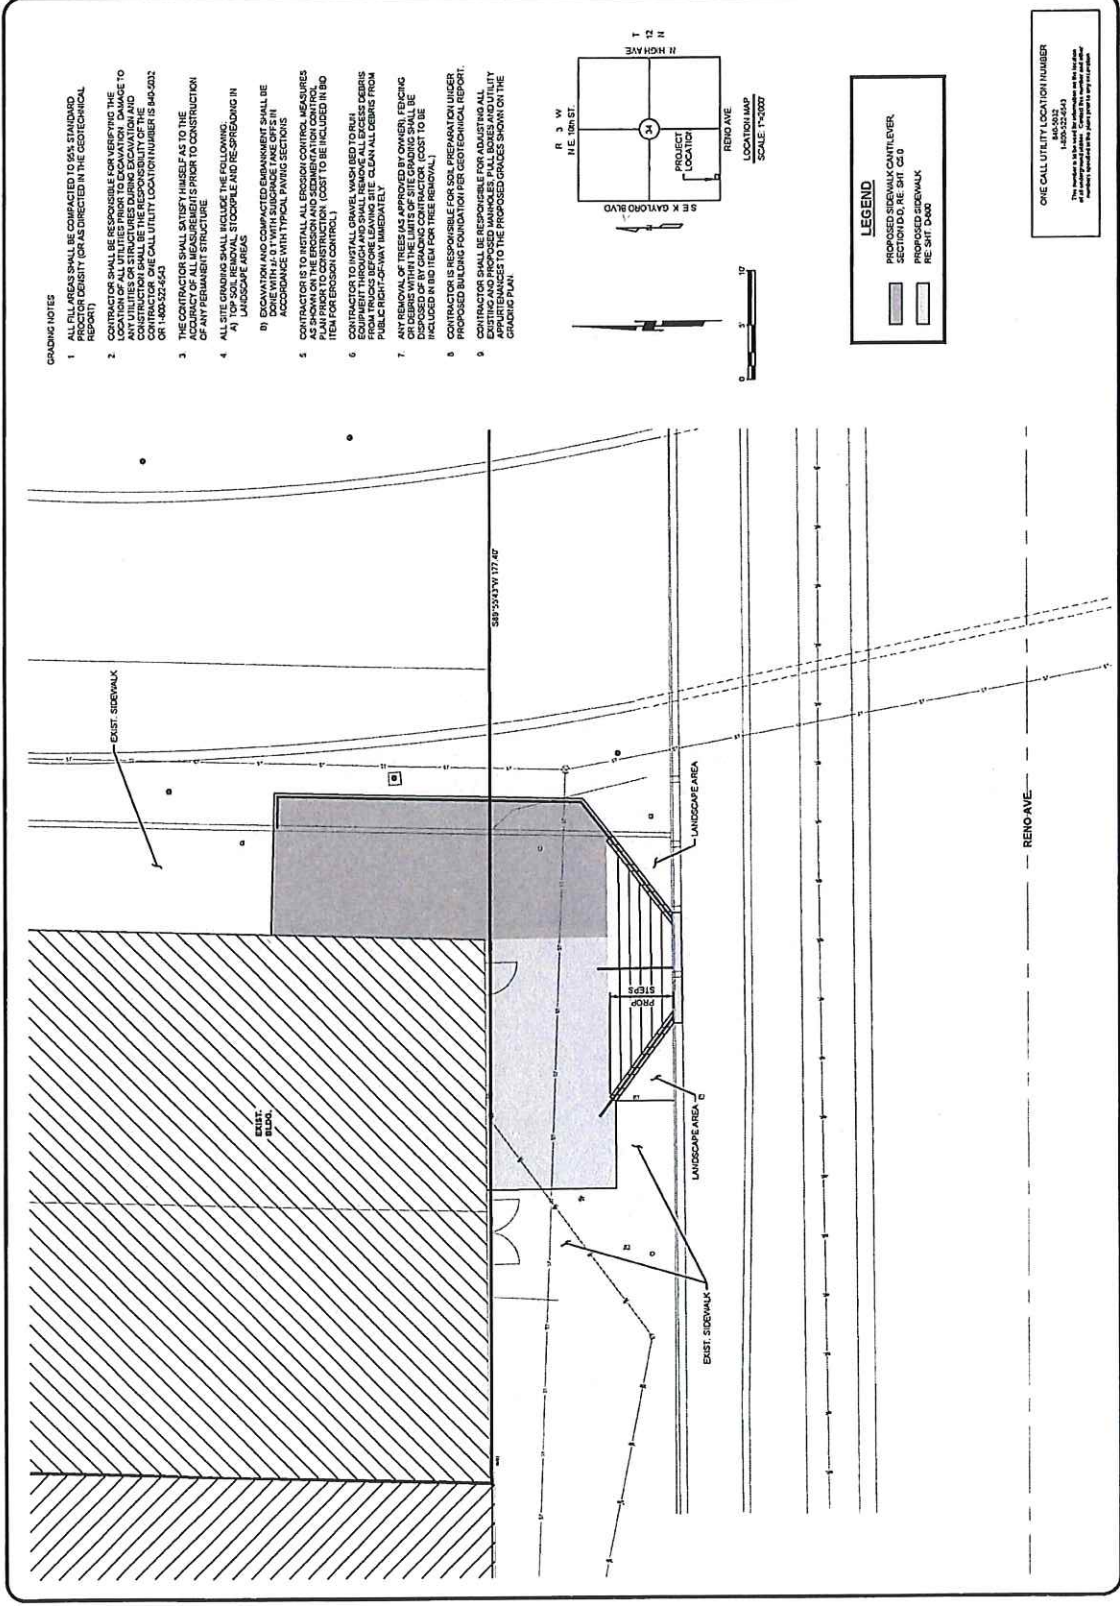 GRADING NOTES
1 ALL FILL AREAS SHALL BE COMPACTED TO 95% STANDARD
PROCTOR DENSITY (OR AS DIRECTED IN THE GEOTECHNICAL
REPORT)
2. CONTRACTOR SHALL BE RESPONSIBLE FOR VERIFYING THE
LOCATION OF ALL UTILITIES PRIOR TO EXCAVATION. DAMAGE TO
ANY UTILITIES OR STRUCTURES DURING EXCAVATION AND
CONSTRUCTION SHALL BE THE RESPONSIBILITY OF THE
CONTRACTOR. ONE CALL UTILITY LOCATION NUMBER IS 840-5032
OR 1-800-522-6543
3. THE CONTRACTOR SHALL SATISFY HIMSELF AS TO THE
ACCURACY OF ALL MEASUREMENTS PRIOR TO CONSTRUCTION
OF ANY PERMANENT STRUCTURE.
4. ALL SITE GRADING SHALL INCLUDE THE FOLLOWING:
A) TOP SOIL REMOVAL, STOCKPILE AND RE-SPREADING IN
LANDSCAPE AREAS
B) EXCAVATION AND COMPACTED EMBANKMENT SHALL BE
DONE WITH +/-0.1' WITH SUBGRADE TAKE OFFS IN
ACCORDANCE WITH TYPICAL PAVING SECTIONS
5 CONTRACTOR IS TO INSTALL ALL EROSION CONTROL MEASURES
AS SHOWN ON THE EROSION AND SEDIMENTATION CONTROL
PLAN PRIOR TO CONSTRUCTION. (COST TO BE INCLUDED IN BID
ITEM FOR EROSION CONTROL.)
6 CONTRACTOR TO INSTALL GRAVEL WASH BED TO RUN
EQUIPMENT THROUGH AND SHALL REMOVE ALL EXCESS DEBRIS
FROM TRUCKS BEFORE LEAVING SITE. CLEAN ALL DEBRIS FROM
PUBLIC RIGHT-OF-WAY IMMEDIATELY
7. ANY REMOVAL OF TREES (AS APPROVED BY OWNER), FENCING
OR DEBRIS WITHIN THE LIMITS OF SITE GRADING SHALL BE
DISPOSED OF BY GRADING CONTRACTOR. (COST TO BE
INCLUDED IN BID ITEM FOR TREE REMOVAL.)
8 CONTRACTOR IS RESPONSIBLE FOR SOIL PREPARATION UNDER
PROPOSED BUILDING FOUNDATION PER GEOTECHNICAL REPORT.
9. CONTRACTOR SHALL BE RESPONSIBLE FOR ADJUSTING ALL
EXISTING AND PROPOSED MANHOLES, PULL BOXES AND UTILITY
APPURTENANCES TO THE PROPOSED GRADES SHOWN ON THE
GRADING PLAN.
R 3 W
N.E. 10th ST.
S E K GAYLORD BLVD
34
PROJECT
LOCATION
N HIGH AVE
T
12
N
RENO AVE
LOCATION MAP
SCALE: 1"=2000'
0 5' 10'
LEGEND
PROPOSED SIDEWALK CANTILEVER,
SECTION D-D, RE: SHT CS.0
PROPOSED SIDEWALK
RE: SHT D-600
ONE CALL UTILITY LOCATION NUMBER
840-5032
1-800-522-6543
EXIST. SIDEWALK
S89°55'43"W 177.40'
EXIST.
BLDG.
PROP
STEPS
LANDSCAPE AREA
LANDSCAPE AREA
EXIST. SIDEWALK
RENO AVE.